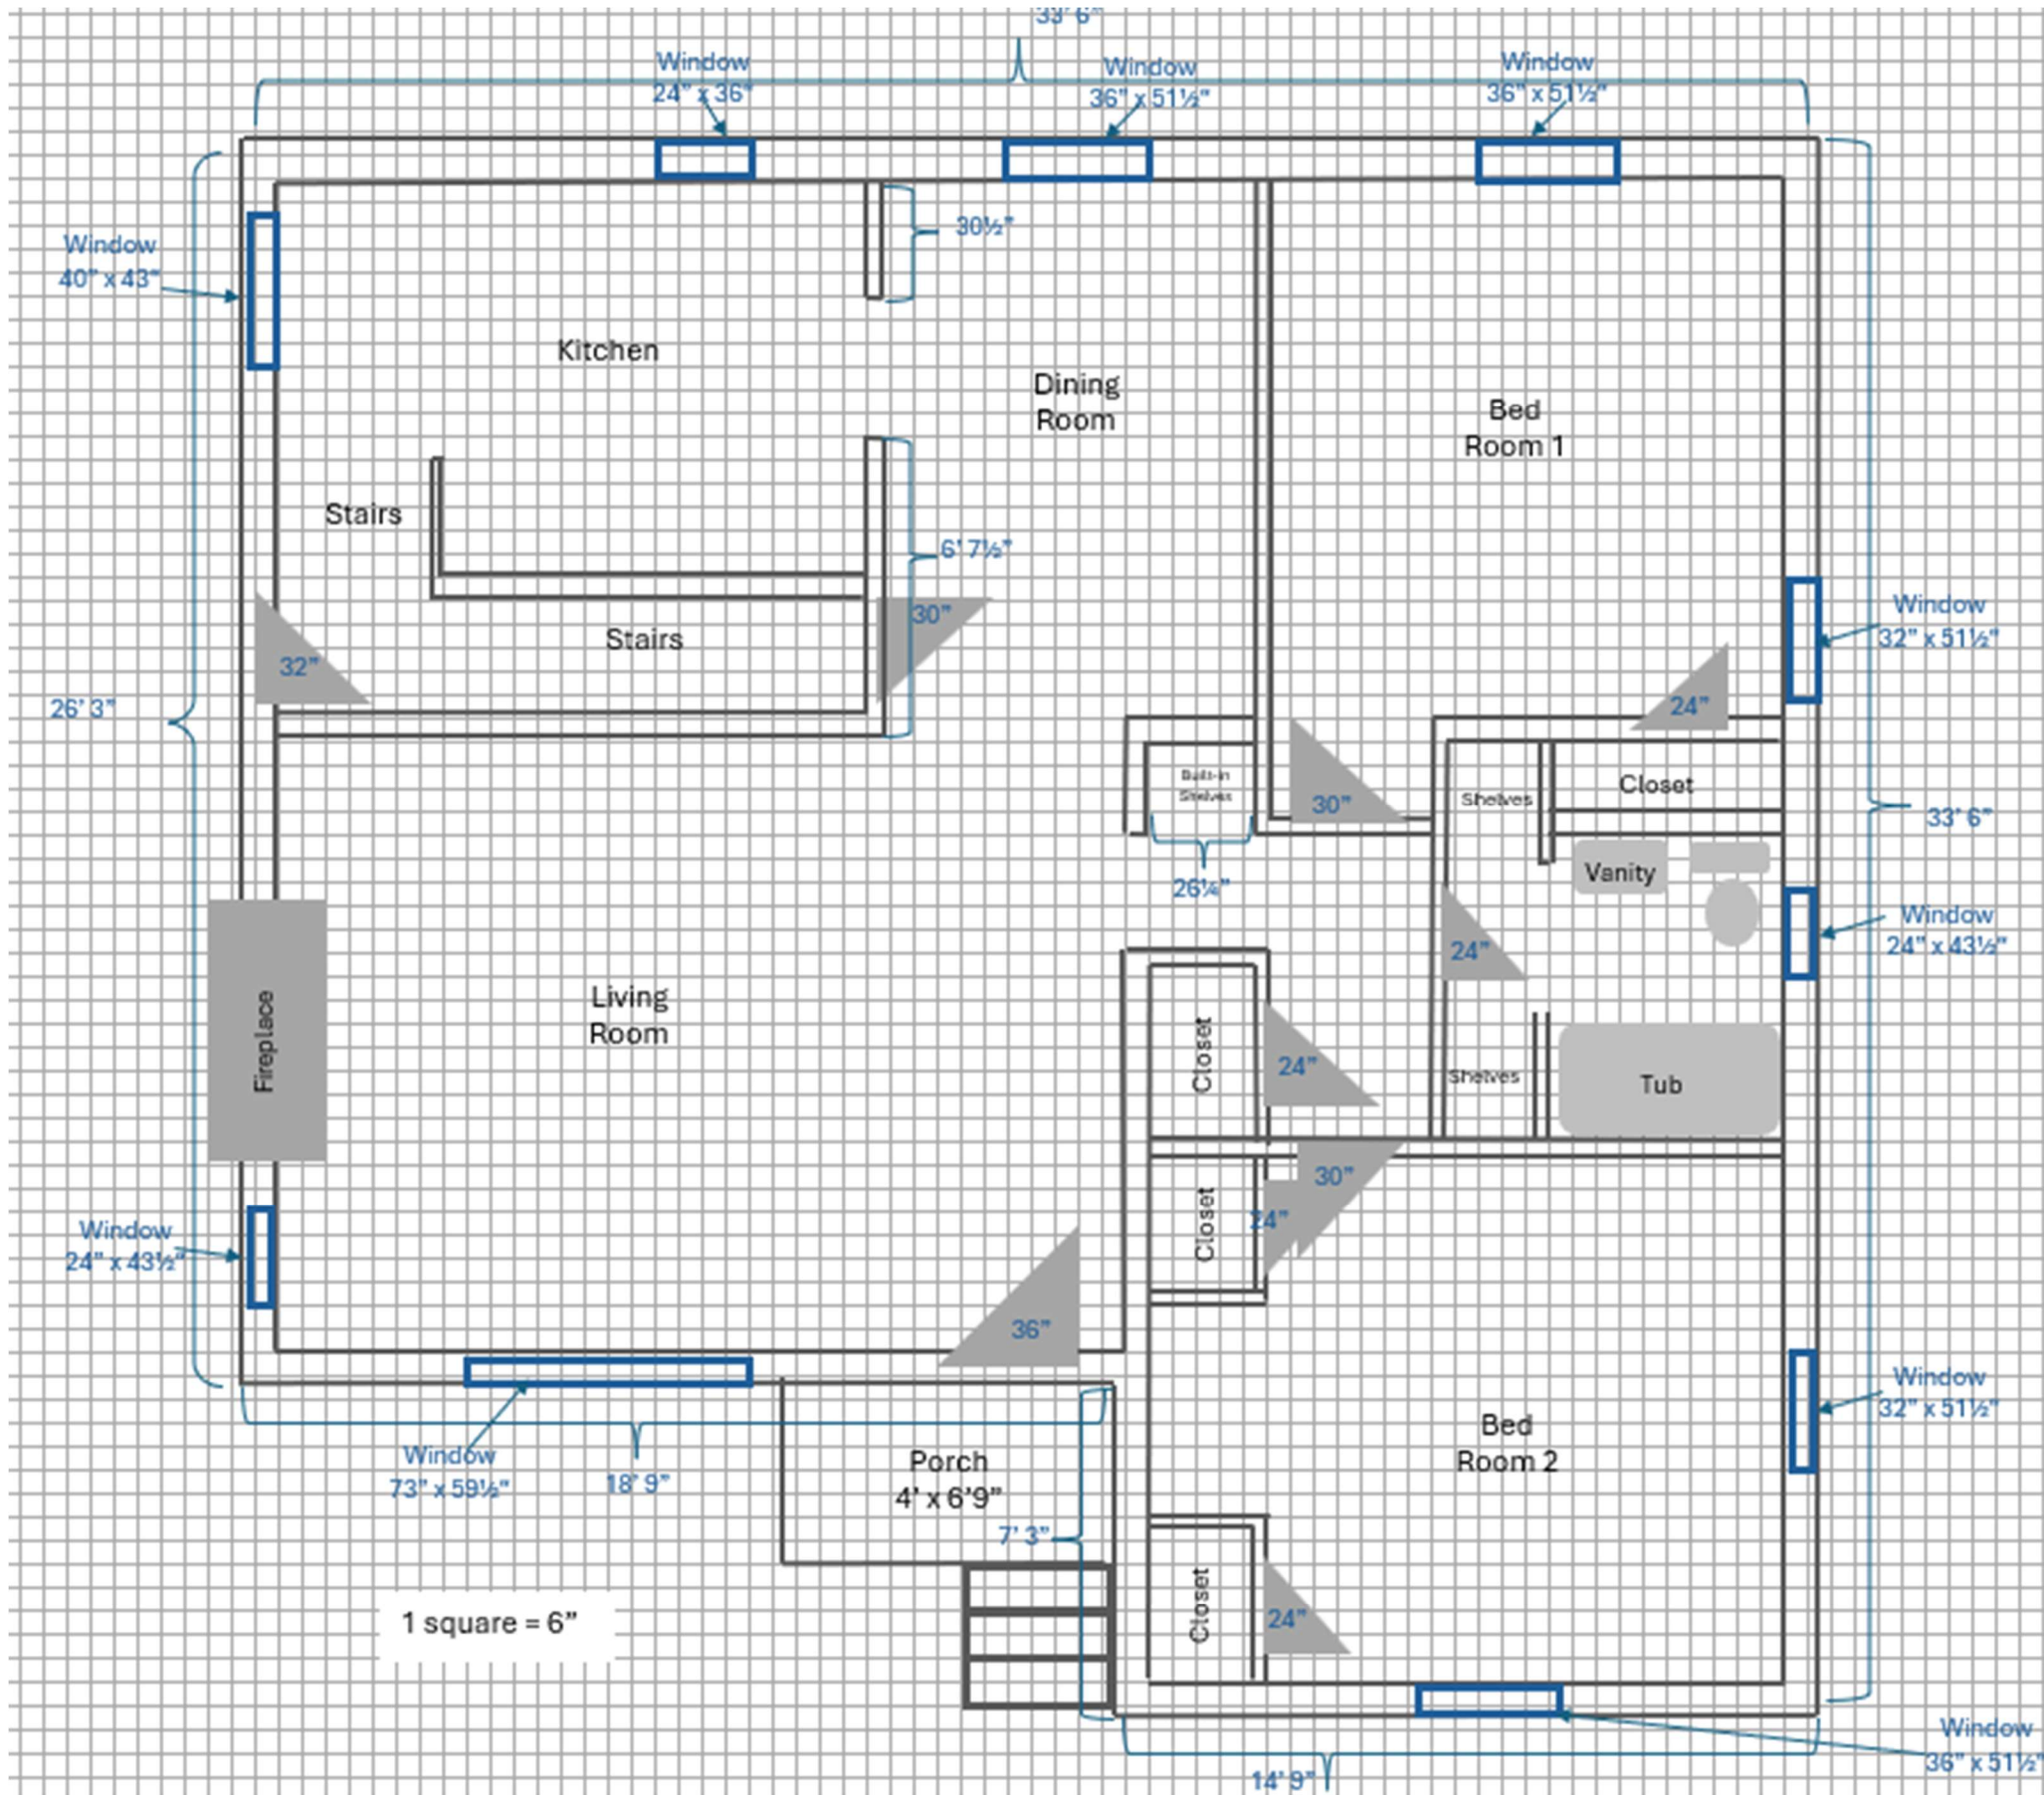 33' 6"
Window
24" x 36"
Window
36" x 51½"
Window
36" x 51½"
Window
40" x 43"
30½"
Kitchen
Dining
Room
Bed
Room 1
Stairs
6' 7½"
30"
Stairs
32"
Window
32" x 51½"
26' 3"
24"
Built-in
Shelves
30"
Shelves
Closet
33' 6"
26¼"
Vanity
Window
24" x 43½"
24"
Living
Room
Fireplace
Closet
24"
Shelves
Tub
30"
24"
Closet
Window
24" x 43½"
36"
Window
32" x 51½"
Bed
Room 2
Window
73" x 59½"
18' 9"
Porch
4' x 6'9"
7' 3"
1 square = 6"
Closet
24"
Window
36" x 51½"
14' 9"